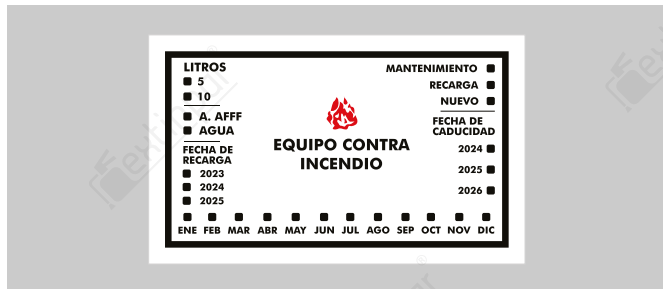 LITROS
5
10
A. AFFF
AGUA
FECHA DE
RECARGA
2023
2024
2025
EQUIPO CONTRA
INCENDIO
MANTENIMIENTO
RECARGA
NUEVO
FECHA DE
CADUCIDAD
2024
2025
2026
ENE FEB MAR ABR MAY JUN JUL AGO SEP OCT NOV DIC